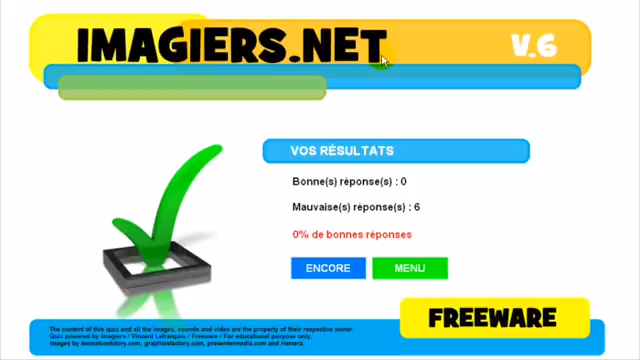 IMAGIERS.NET
V.6
VOS RÉSULTATS
Bonne(s) réponse(s) : 0
Mauvaise(s) réponse(s) : 6
0% de bonnes réponses
ENCORE
MENU
FREEWARE
The content of this quiz and all the images, sounds and video are the property of their respective owner.
Quiz powered by Imagiers / Vincent Lefrançois / Freeware / For educational purpose only.
Images by Animationfactory.com, graphicsfactory.com, presentermedia.com and